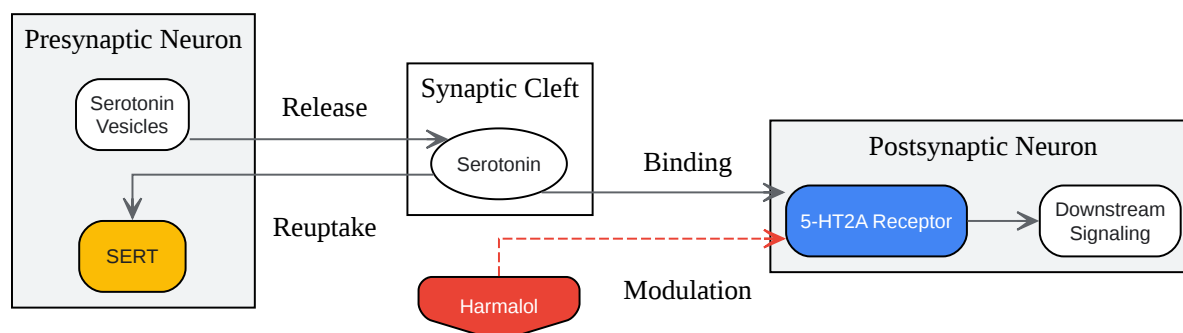 Presynaptic Neuron
Serotonin
Vesicles
SERT
Release
Reuptake
Synaptic Cleft
Serotonin
Harmalol
Binding
Modulation
Postsynaptic Neuron
5-HT2A Receptor
Downstream
Signaling